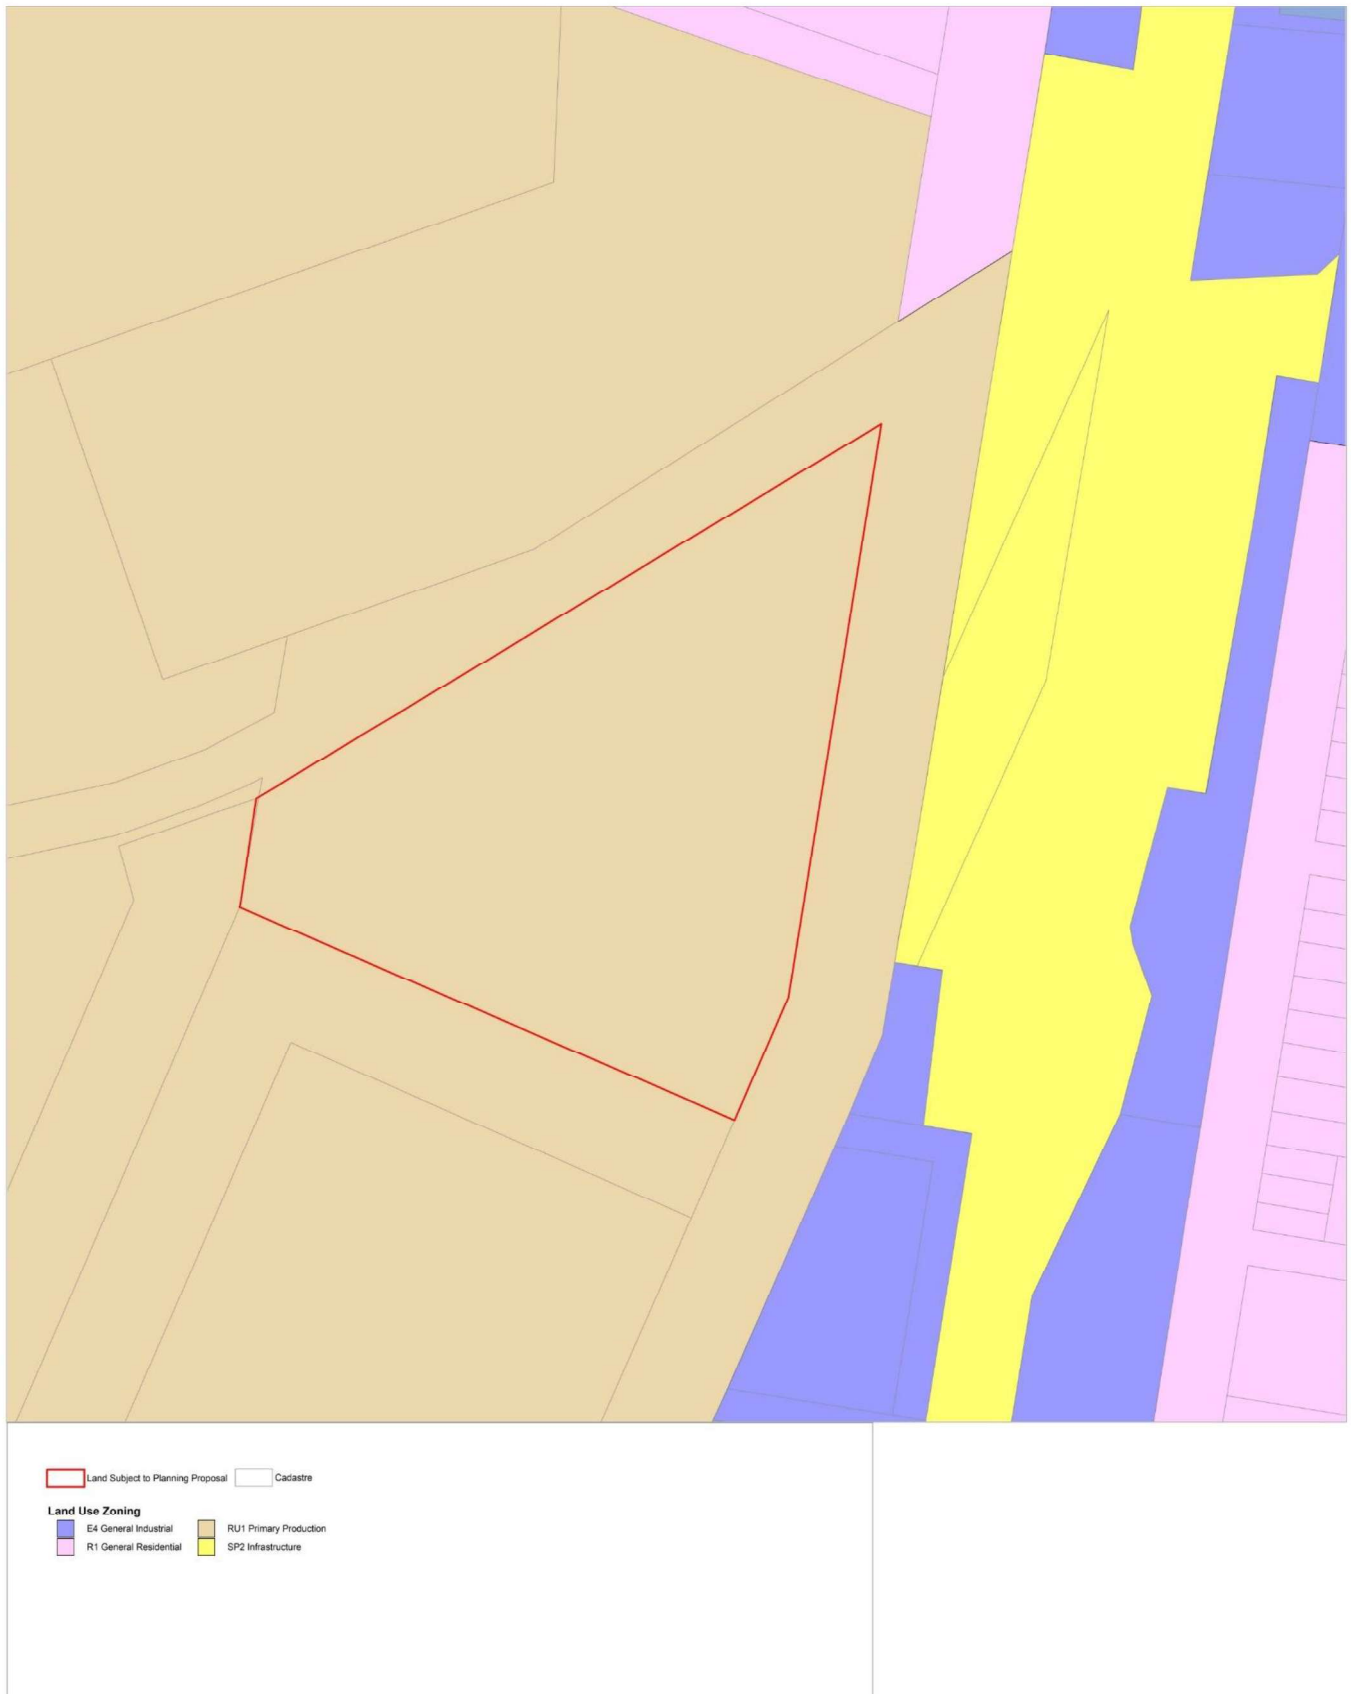 Land Subject to Planning Proposal Cadastre
Land Use Zoning
E4 General Industrial RU1 Primary Production
R1 General Residential SP2 Infrastructure